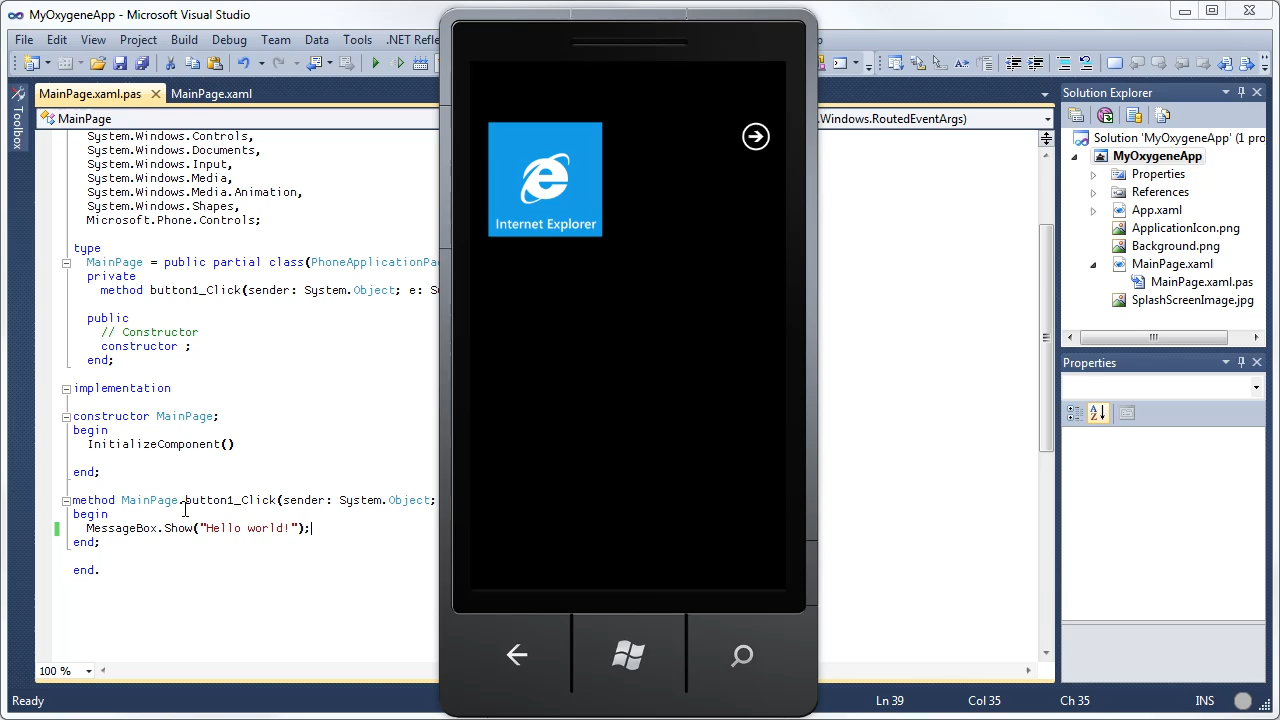 MyOxygeneApp - Microsoft Visual Studio
File Edit View Project Build Debug Team Data Tools .NET Refle
MainPage.xaml.pas MainPage.xaml
Toolbox
MainPage
.Windows.RoutedEventArgs)
System.Windows.Controls,
System.Windows.Documents,
System.Windows.Input,
System.Windows.Media,
System.Windows.Media.Animation,
System.Windows.Shapes,
Microsoft.Phone.Controls;
type
MainPage = public partial class(PhoneApplicationPa
private
method button1_Click(sender: System.Object; e: Sy
public
// Constructor
constructor ;
end;
implementation
constructor MainPage;
begin
InitializeComponent()
end;
method MainPage.button1_Click(sender: System.Object;
begin
MessageBox.Show("Hello world!");
end;
end.
100 %
Internet Explorer
Solution Explorer
Solution 'MyOxygeneApp' (1 pro
MyOxygeneApp
Properties
References
App.xaml
ApplicationIcon.png
Background.png
MainPage.xaml
MainPage.xaml.pas
SplashScreenImage.jpg
Properties
Ready
Ln 39 Col 35 Ch 35 INS